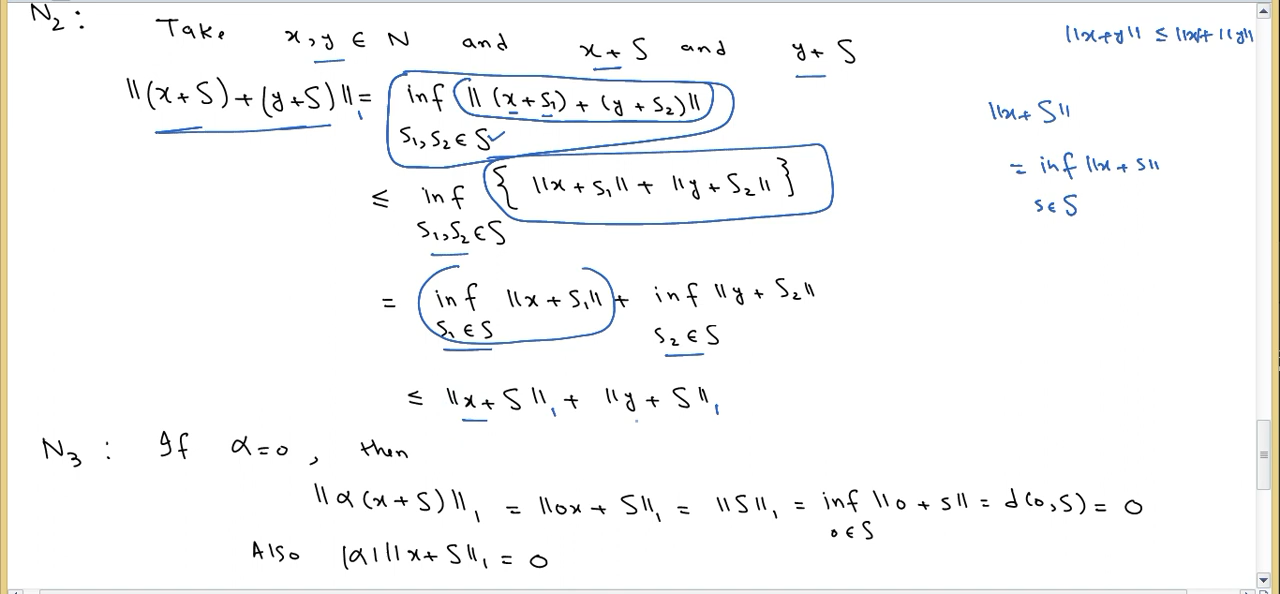 N₂ : Take x, y ∈ N and x + S and y + S
||x+y|| ≤ ||x|| + ||y||
||(x+S)+(y+S)||₁ = inf ||(x + s₁) + (y + s₂)||
s₁, s₂ ∈ S
||x + S||
= inf ||x + s||
s ∈ S
≤ inf { ||x + s₁|| + ||y + s₂|| }
s₁, s₂ ∈ S
= inf ||x + s₁|| + inf ||y + s₂||
s₁ ∈ S s₂ ∈ S
≤ ||x + S||₁ + ||y + S||₁
N₃ : If α = 0, then
||α(x+S)||₁ = ||0x + S||₁ = ||S||₁ = inf ||0 + s|| = d(0, S) = 0
0 ∈ S
Also |α| ||x + S||₁ = 0